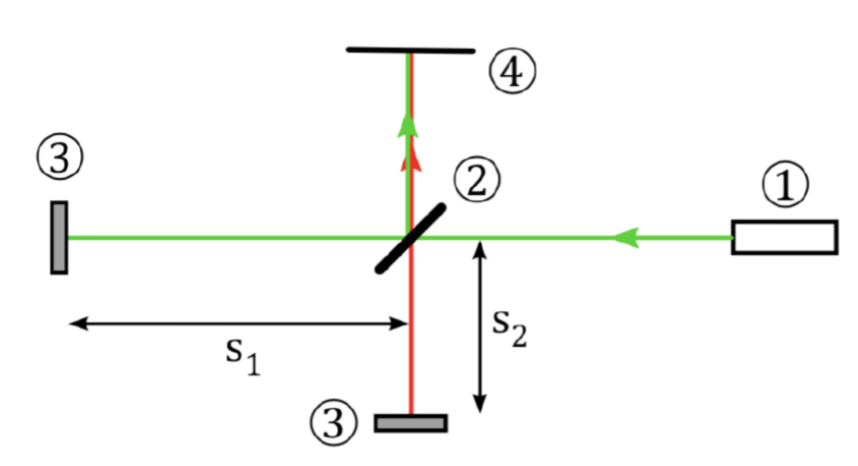 ④
③
②
①
s₁
s₂
③